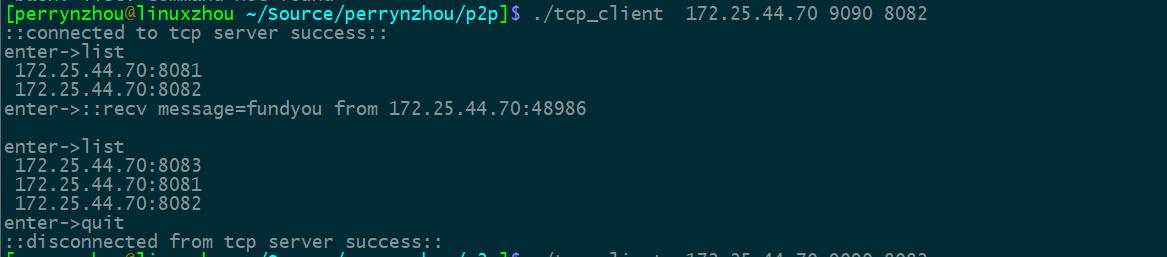 [perrynzhou@linuxzhou ~/Source/perrynzhou/p2p]$ ./tcp_client  172.25.44.70 9090 8082
::connected to tcp server success::
enter->list
 172.25.44.70:8081
 172.25.44.70:8082
enter->::recv message=fundyou from 172.25.44.70:48986
enter->list
 172.25.44.70:8083
 172.25.44.70:8081
 172.25.44.70:8082
enter->quit
::disconnected from tcp server success::